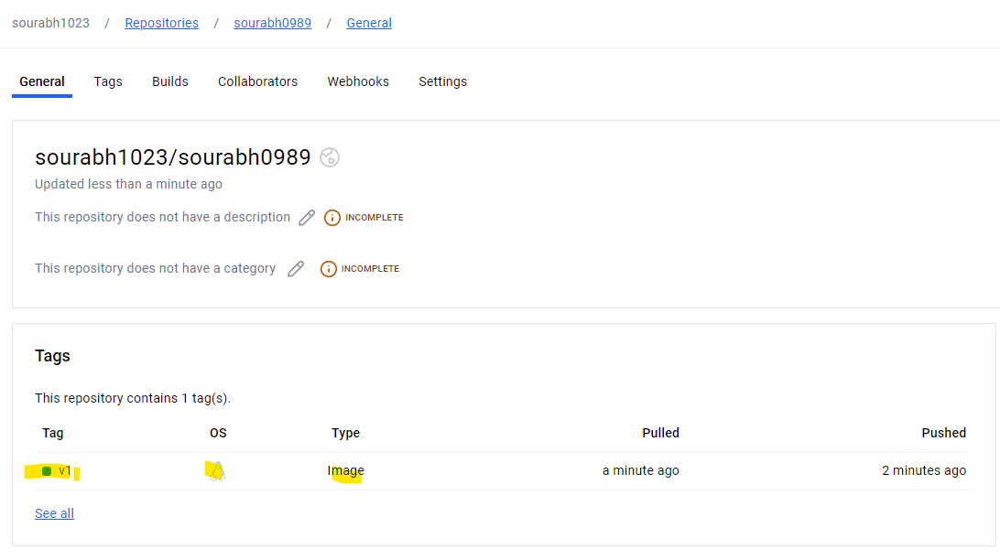 sourabh1023 / Repositories / sourabh0989 / General
General Tags Builds Collaborators Webhooks Settings
sourabh1023/sourabh0989
Updated less than a minute ago
This repository does not have a description INCOMPLETE
This repository does not have a category INCOMPLETE
Tags
This repository contains 1 tag(s).
Tag OS Type Pulled Pushed
v1 Image a minute ago 2 minutes ago
See all